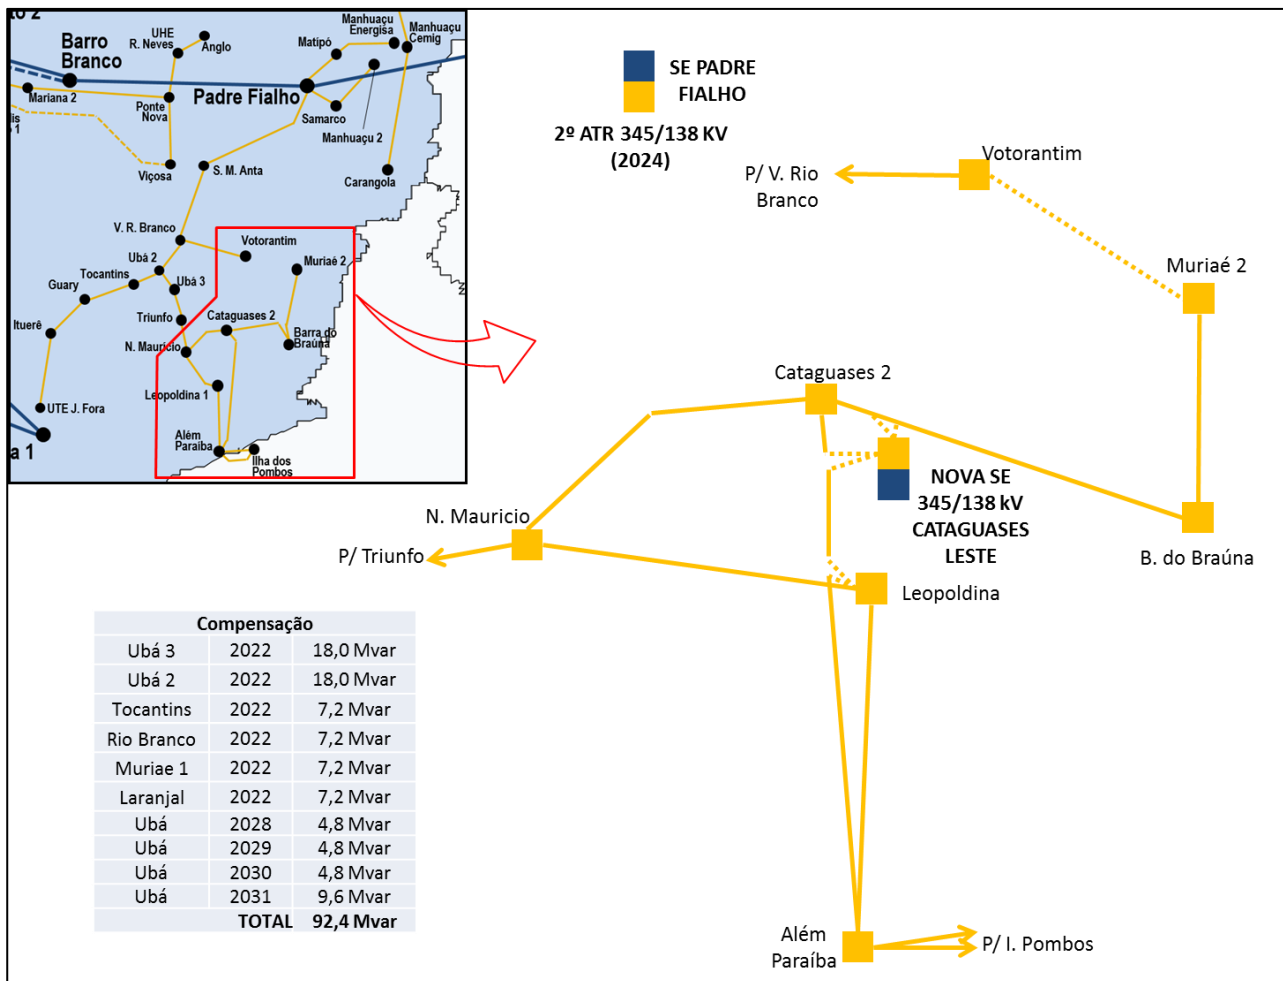 to 2
Barro
Branco
UHE
R. Neves
Anglo
Manhuaçu
Energisa
Manhuaçu
Cemig
Matipó
Mariana 2
Ponte
Nova
Padre Fialho
Samarco
Manhuaçu 2
lis
o 1
Viçosa
S. M. Anta
Carangola
V. R. Branco
Votorantim
Ubá 2
Muriaé 2
Tocantins
Guary
Ubá 3
Ituerê
Triunfo
Cataguases 2
N. Maurício
Barra do
Braúna
Leopoldina 1
UTE J. Fora
a 1
Além
Paraíba
Ilha dos
Pombos
SE PADRE
FIALHO
2º ATR 345/138 KV
(2024)
Votorantim
P/ V. Rio
Branco
Muriaé 2
Cataguases 2
NOVA SE
345/138 kV
CATAGUASES
LESTE
N. Mauricio
P/ Triunfo
B. do Braúna
Leopoldina
Compensação
Ubá 3 2022 18,0 Mvar
Ubá 2 2022 18,0 Mvar
Tocantins 2022 7,2 Mvar
Rio Branco 2022 7,2 Mvar
Muriae 1 2022 7,2 Mvar
Laranjal 2022 7,2 Mvar
Ubá 2028 4,8 Mvar
Ubá 2029 4,8 Mvar
Ubá 2030 4,8 Mvar
Ubá 2031 9,6 Mvar
TOTAL 92,4 Mvar
Além
Paraíba
P/ I. Pombos